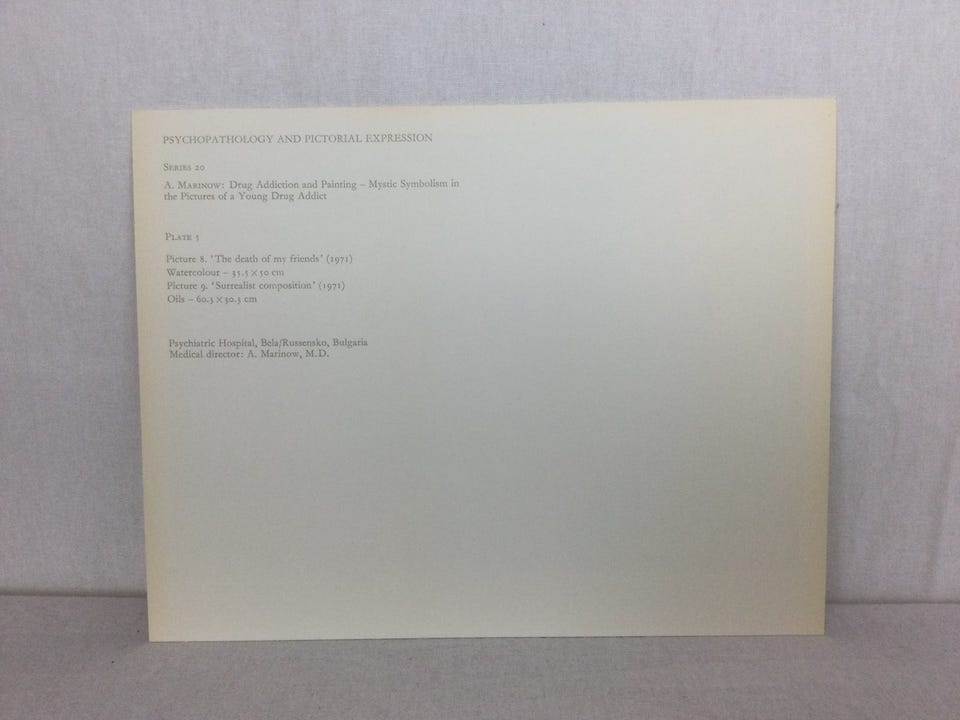 PSYCHOPATHOLOGY AND PICTORIAL EXPRESSION
SERIES 20
A. MARINOW: Drug Addiction and Painting – Mystic Symbolism in
the Pictures of a Young Drug Addict
PLATE 5
Picture 8. ‘The death of my friends’ (1971)
Watercolour – 35.5 × 50 cm
Picture 9. ‘Surrealist composition’ (1971)
Oils – 60.5 × 50.5 cm
Psychiatric Hospital, Bela/Russensko, Bulgaria
Medical director: A. Marinow, M.D.